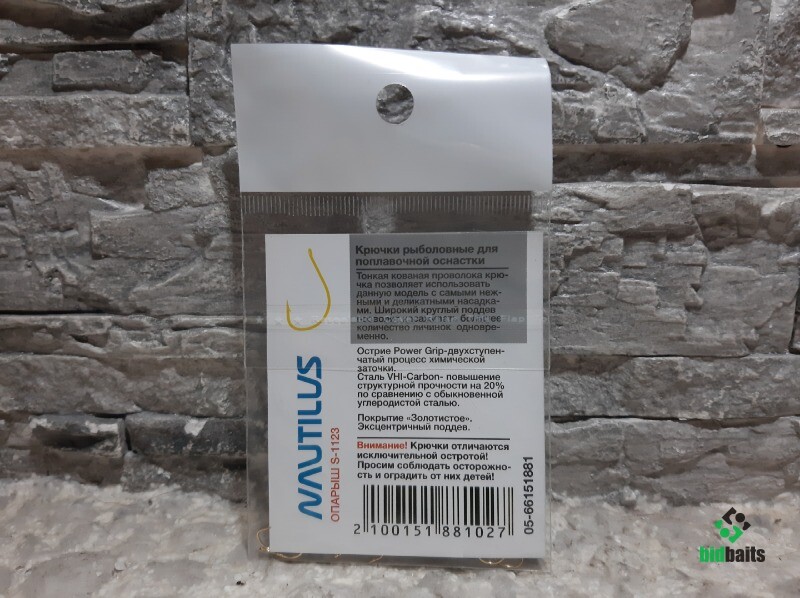 Крючки рыболовные для
поплавочной оснастки
Тонкая кованая проволока крю-
чка позволяет использовать
данную модель с самыми неж-
ными и деликатными насадка-
ми. Широкий круглый поддев
количество личинок одновре-
менно.
Острие Power Grip-двухступен-
чатый процесс химической
заточки.
Сталь VHI-Carbon- повышение
структурной прочности на 20%
по сравнению с обыкновенной
углеродистой сталью.
Покрытие «Золотистое».
Эксцентричный поддев.
Внимание! Крючки отличаются
исключительной остротой!
Просим соблюдать осторожно-
сть и оградить от них детей!
NAUTILUS
ОПАРЫШ S-1123
2 100151 881027
05-66151881
bidbaits